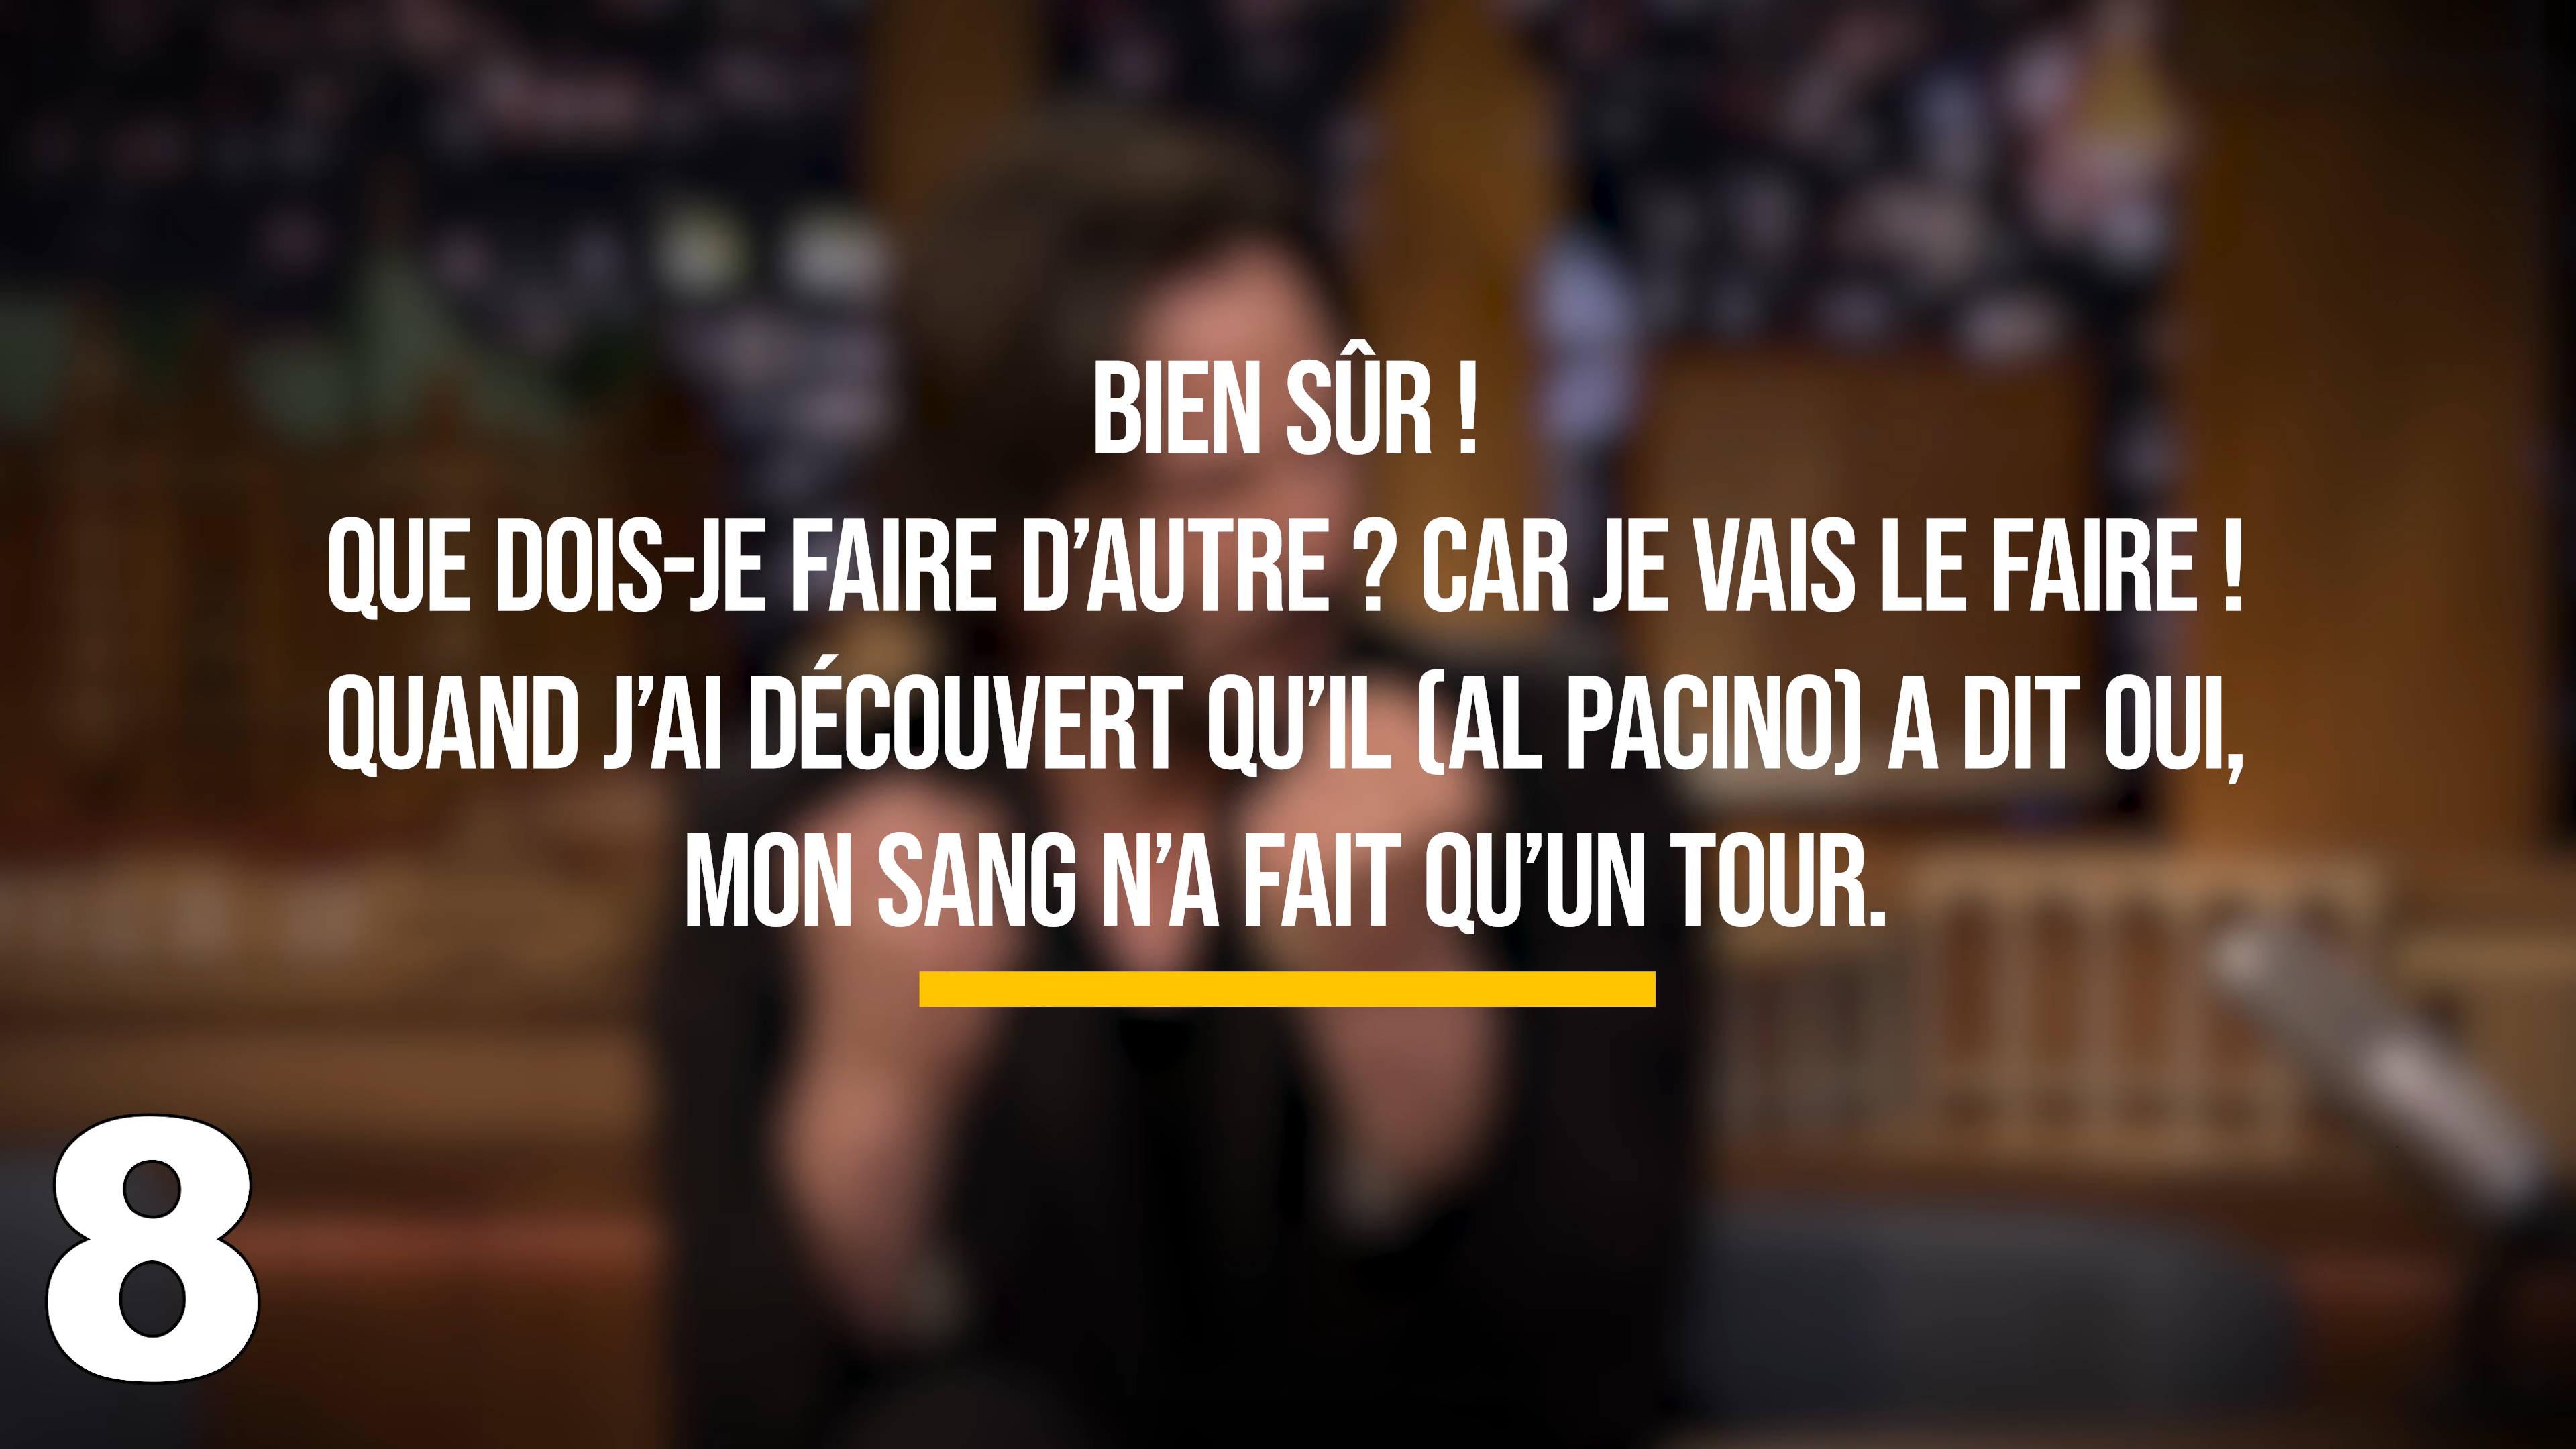 BIEN SÛR !
QUE DOIS-JE FAIRE D’AUTRE ? CAR JE VAIS LE FAIRE !
QUAND J’AI DÉCOUVERT QU’IL (AL PACINO) A DIT OUI,
MON SANG N’A FAIT QU’UN TOUR.
8